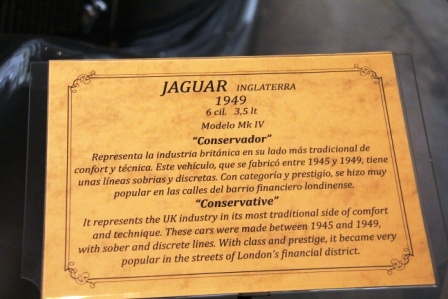 JAGUAR INGLATERRA
1949
6 cil. 3,5 lt
Modelo Mk IV
“Conservador”
Representa la industria británica en su lado más tradicional de
confort y técnica. Este vehículo, que se fabricó entre 1945 y 1949, tiene
unas líneas sobrias y discretas. Con categoría y prestigio, se hizo muy
popular en las calles del barrio financiero londinense.
“Conservative”
It represents the UK industry in its most traditional side of comfort
and technique. These cars were made between 1945 and 1949,
with sober and discrete lines. With class and prestige, it became very
popular in the streets of London's financial district.